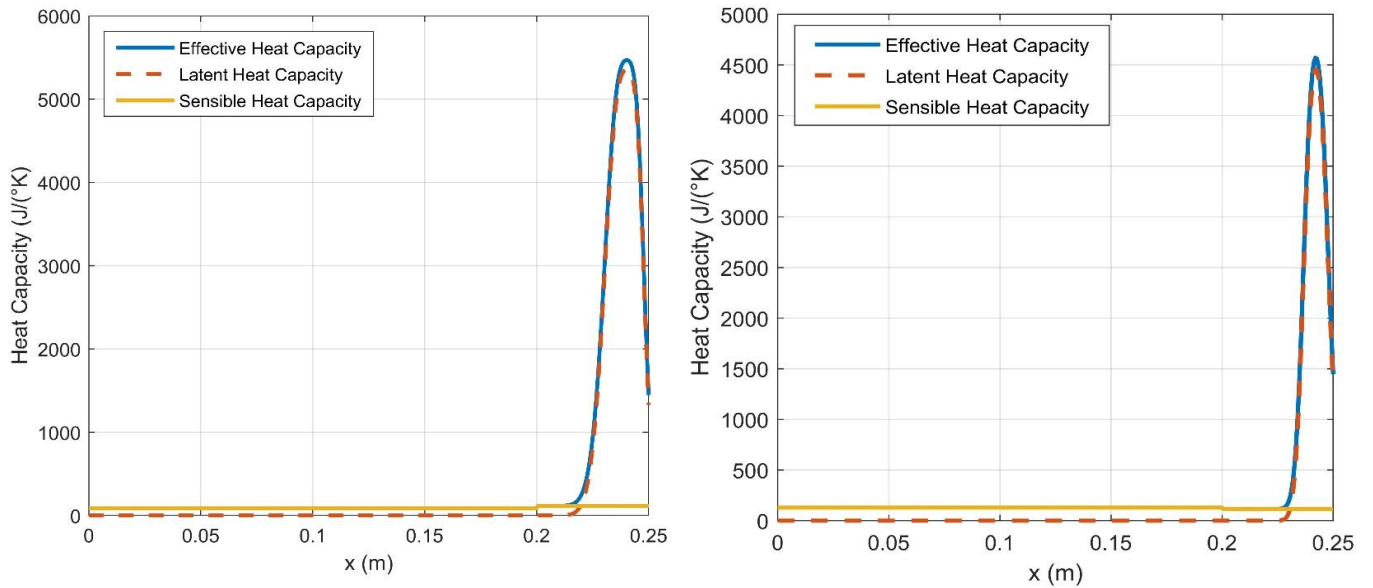 6000
5000
4000
3000
2000
1000
0
Heat Capacity (J/(°K)
Effective Heat Capacity
Latent Heat Capacity
Sensible Heat Capacity
0 0.05 0.1 0.15 0.2 0.25
x (m)
5000
4500
4000
3500
3000
2500
2000
1500
1000
500
0
Heat Capacity (J/(°K)
Effective Heat Capacity
Latent Heat Capacity
Sensible Heat Capacity
0 0.05 0.1 0.15 0.2 0.25
x (m)